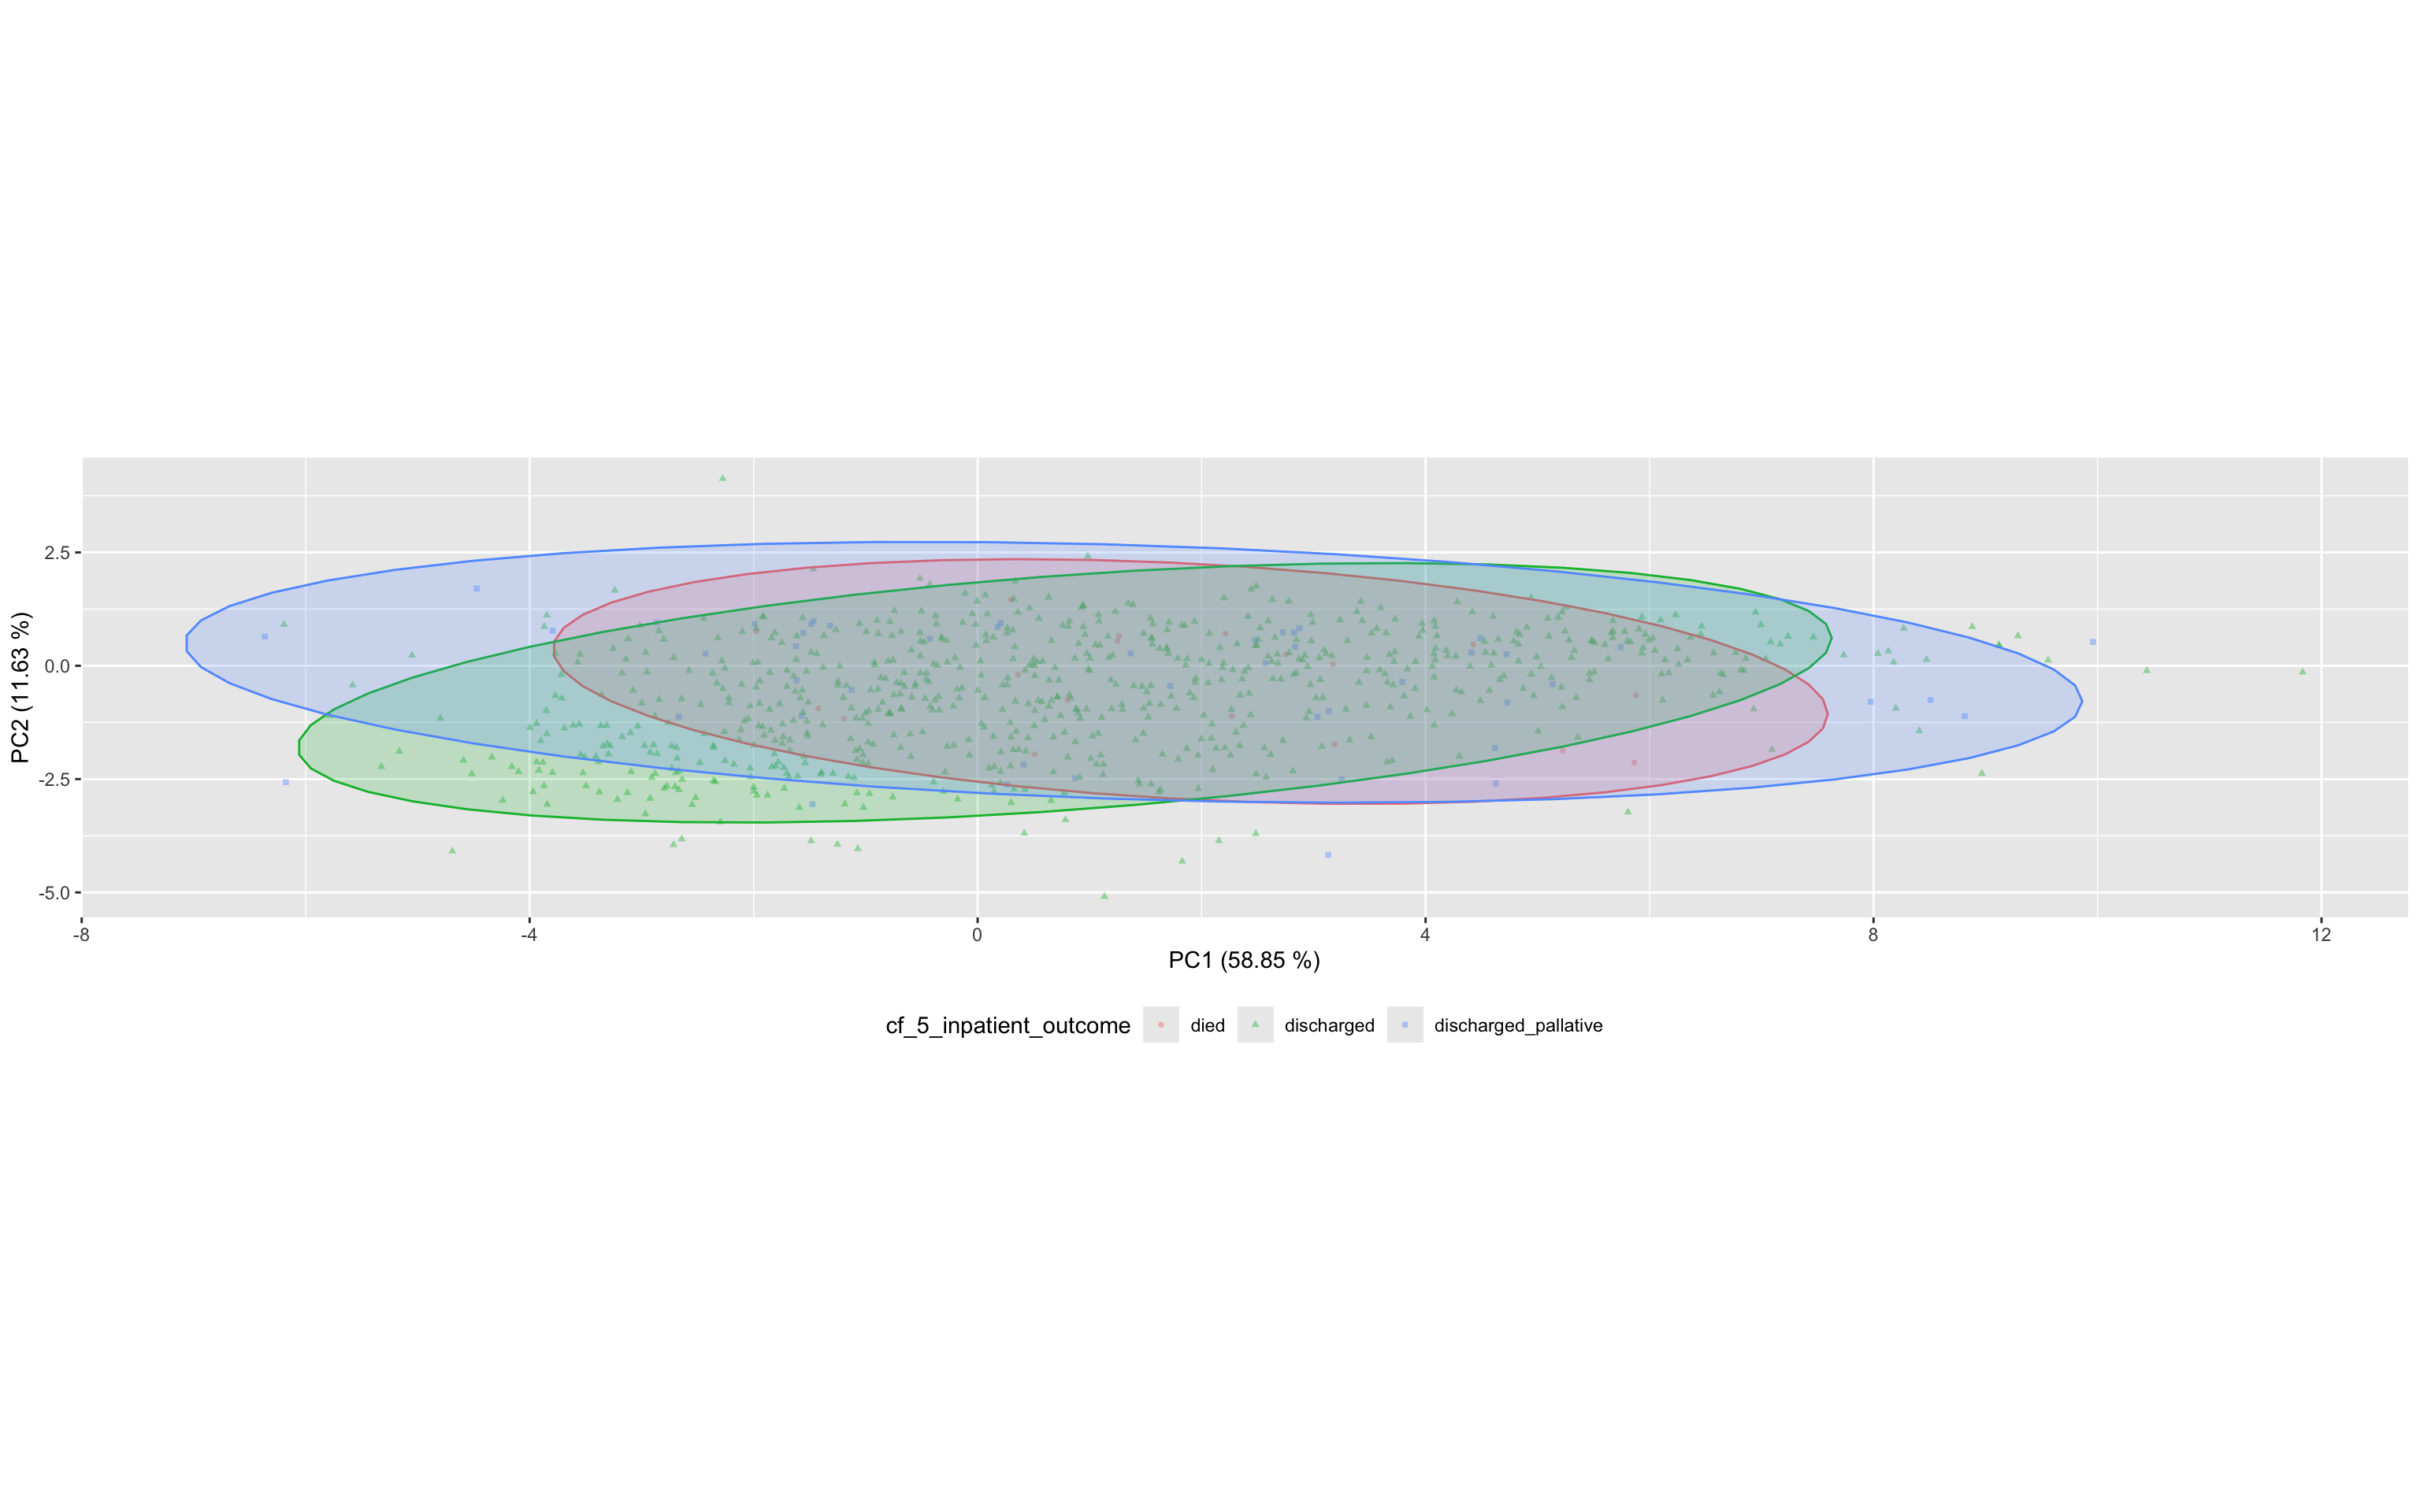 2.5
0.0
-2.5
-5.0
PC2 (11.63 %)
-8 -4 0 4 8 12
PC1 (58.85 %)
cf_5_inpatient_outcome died discharged discharged_pallative